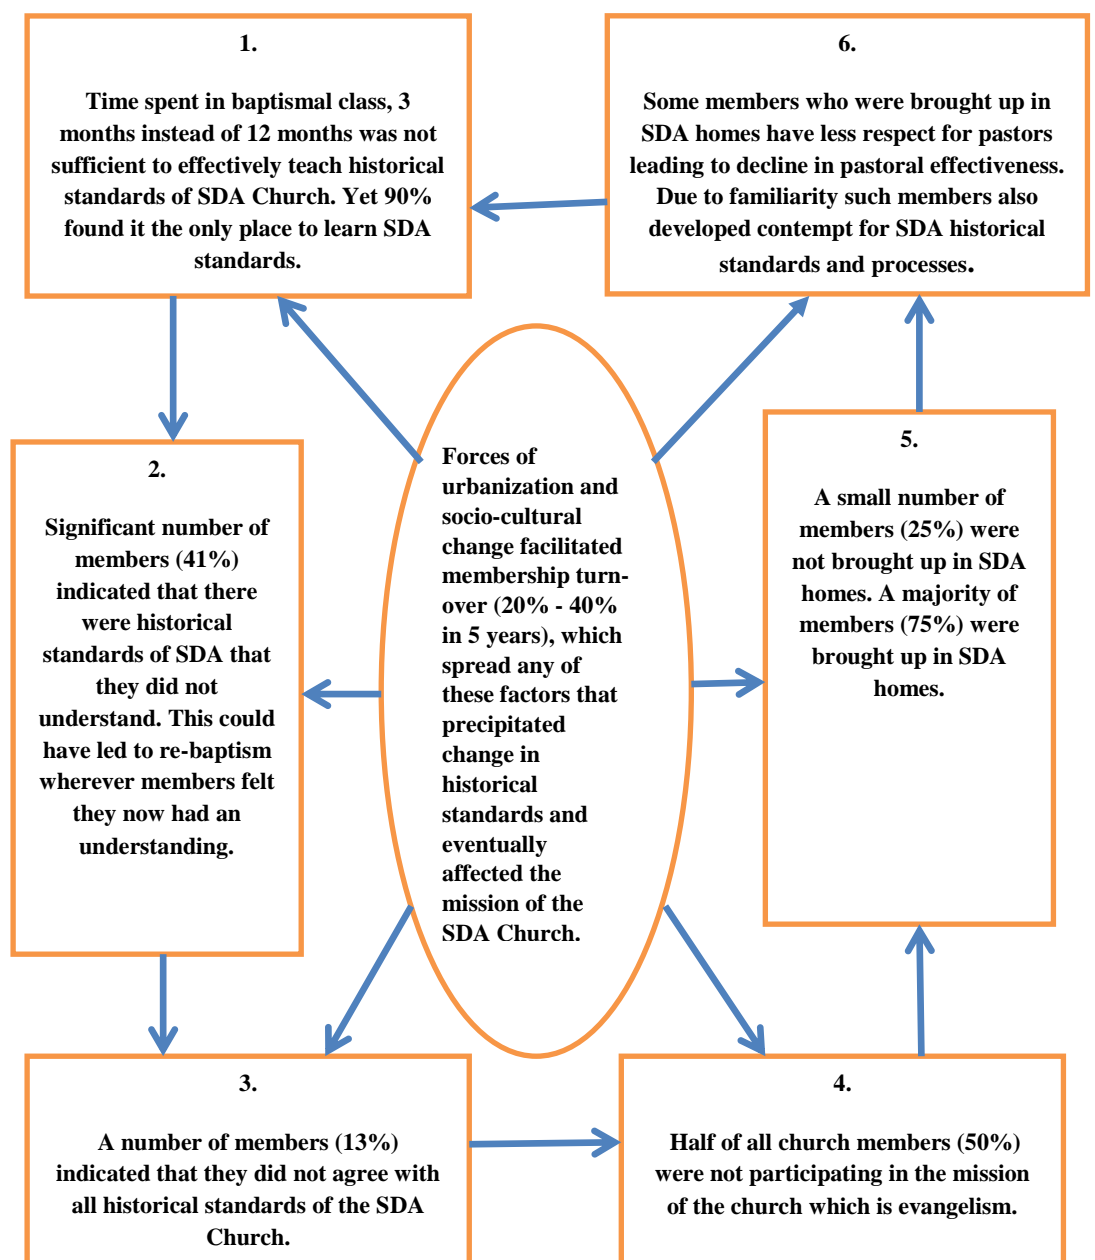 1.
Time spent in baptismal class, 3
months instead of 12 months was not
sufficient to effectively teach historical
standards of SDA Church. Yet 90%
found it the only place to learn SDA
standards.
6.
Some members who were brought up in
SDA homes have less respect for pastors
leading to decline in pastoral effectiveness.
Due to familiarity such members also
developed contempt for SDA historical
standards and processes.
2.
Significant number of
members (41%)
indicated that there
were historical
standards of SDA that
they did not
understand. This could
have led to re-baptism
wherever members felt
they now had an
understanding.
Forces of
urbanization and
socio-cultural
change facilitated
membership turn-
over (20% - 40%
in 5 years), which
spread any of
these factors that
precipitated
change in
historical
standards and
eventually
affected the
mission of the
SDA Church.
5.
A small number of
members (25%) were
not brought up in SDA
homes. A majority of
members (75%) were
brought up in SDA
homes.
3.
A number of members (13%)
indicated that they did not agree with
all historical standards of the SDA
Church.
4.
Half of all church members (50%)
were not participating in the mission
of the church which is evangelism.